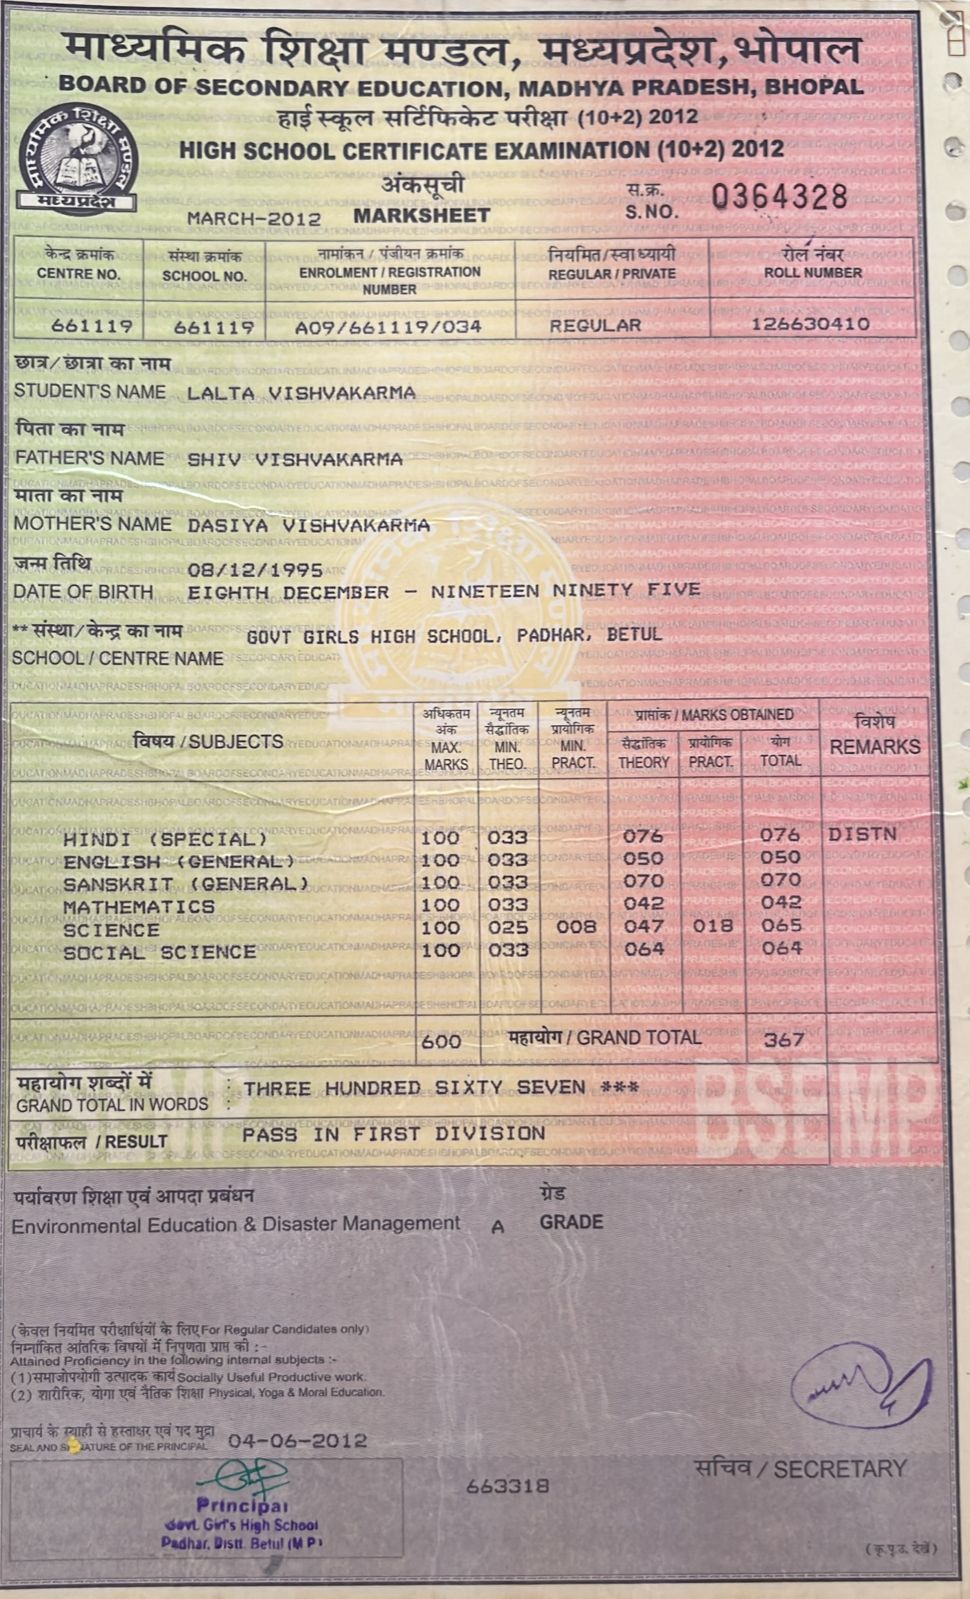 माध्यमिक शिक्षा मण्डल, मध्यप्रदेश, भोपाल
BOARD OF SECONDARY EDUCATION, MADHYA PRADESH, BHOPAL
हाई स्कूल सर्टिफिकेट परीक्षा (10+2) 2012
HIGH SCHOOL CERTIFICATE EXAMINATION (10+2) 2012
माध्यमिक शिक्षा मण्डल
मध्यप्रदेश
अंकसूची
MARCH-2012 MARKSHEET
स.क्र.
S.NO. 0364328
केन्द्र क्रमांक संस्था क्रमांक नामांकन / पंजीयन क्रमांक नियमित/स्वाध्यायी रोल नंबर
CENTRE NO. SCHOOL NO. ENROLMENT / REGISTRATION NUMBER REGULAR / PRIVATE ROLL NUMBER
661119 661119 A09/661119/034 REGULAR 126630410
छात्र/छात्रा का नाम
STUDENT'S NAME LALTA VISHVAKARMA
पिता का नाम
FATHER'S NAME SHIV VISHVAKARMA
माता का नाम
MOTHER'S NAME DASIYA VISHVAKARMA
जन्म तिथि 08/12/1995
DATE OF BIRTH EIGHTH DECEMBER - NINETEEN NINETY FIVE
** संस्था/केन्द्र का नाम GOVT GIRLS HIGH SCHOOL, PADHAR, BETUL
SCHOOL / CENTRE NAME
विषय / SUBJECTS
अधिकतम अंक MAX. MARKS
न्यूनतम सैद्धांतिक MIN. THEO.
न्यूनतम प्रायोगिक MIN. PRACT.
प्राप्तांक / MARKS OBTAINED
सैद्धांतिक THEORY
प्रायोगिक PRACT.
योग TOTAL
विशेष REMARKS
HINDI (SPECIAL) 100 033 076 076 DISTN
ENGLISH (GENERAL) 100 033 050 050
SANSKRIT (GENERAL) 100 033 070 070
MATHEMATICS 100 033 042 042
SCIENCE 100 025 008 047 018 065
SOCIAL SCIENCE 100 033 064 064
600 महायोग / GRAND TOTAL 367
महायोग शब्दों में
GRAND TOTAL IN WORDS : THREE HUNDRED SIXTY SEVEN ***
परीक्षाफल / RESULT PASS IN FIRST DIVISION
BSEMP
पर्यावरण शिक्षा एवं आपदा प्रबंधन ग्रेड
Environmental Education & Disaster Management A GRADE
(केवल नियमित परीक्षार्थियों के लिए For Regular Candidates only)
निम्नांकित आंतरिक विषयों में निपुणता प्राप्त की :-
Attained Proficiency in the following internal subjects :-
(1) समाजोपयोगी उत्पादक कार्य Socially Useful Productive work.
(2) शारीरिक, योगा एवं नैतिक शिक्षा Physical, Yoga & Moral Education.
प्राचार्य के स्याही से हस्ताक्षर एवं पद मुद्रा
SEAL AND SIGNATURE OF THE PRINCIPAL 04-06-2012
Principal
Govt. Girl's High School
Padhar, Distt. Betul (M P)
663318
सचिव / SECRETARY
(कृ.पृ.उ. देखें)